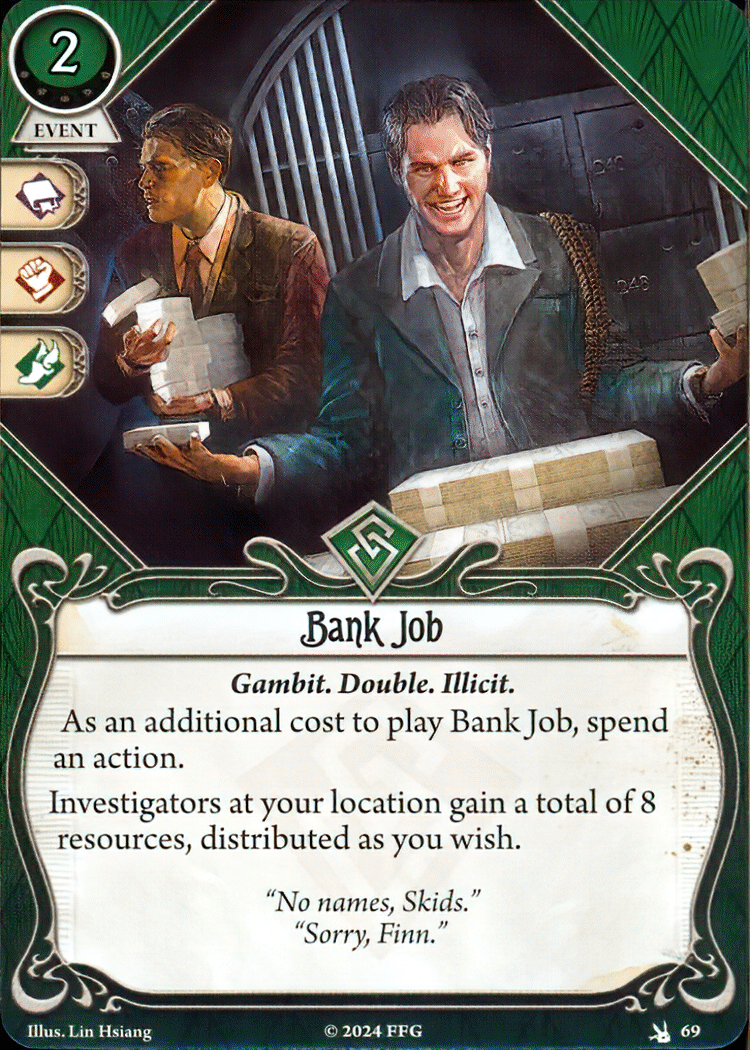 2
EVENT
Bank Job
Gambit. Double. Illicit.
As an additional cost to play Bank Job, spend
an action.
Investigators at your location gain a total of 8
resources, distributed as you wish.
"No names, Skids."
"Sorry, Finn."
Illus. Lin Hsiang
© 2024 FFG
69